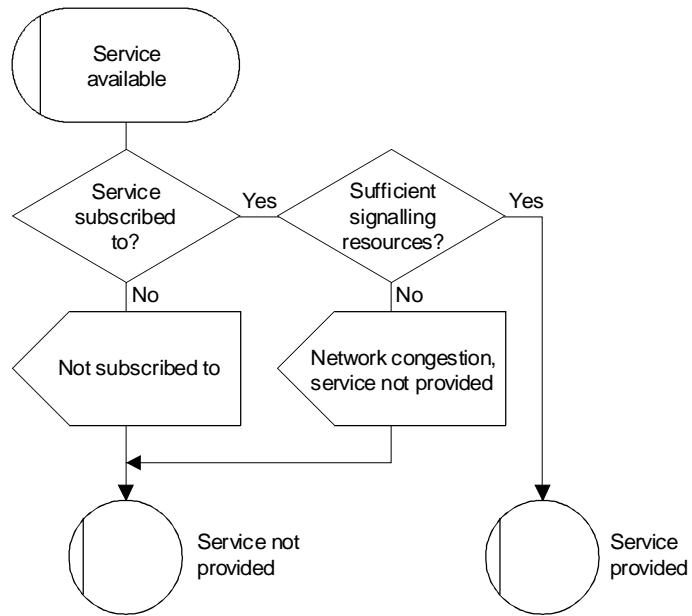 Service
available
Service
subscribed
to?
Yes
Sufficient
signalling
resources?
Yes
No
No
Not subscribed to
Network congestion,
service not provided
Service not
provided
Service
provided